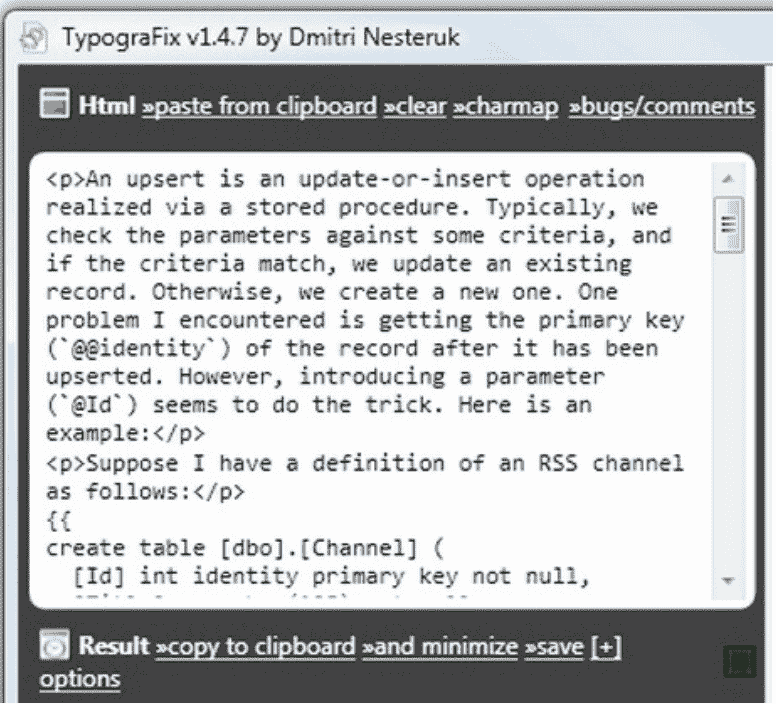 TypograFix v1.4.7 by Dmitri Nesteruk
Html »paste from clipboard »clear »charmap »bugs/comments
<p>An upsert is an update-or-insert operation
realized via a stored procedure. Typically, we
check the parameters against some criteria, and
if the criteria match, we update an existing
record. Otherwise, we create a new one. One
problem I encountered is getting the primary key
(`@@identity`) of the record after it has been
upserted. However, introducing a parameter
(`@Id`) seems to do the trick. Here is an
example:</p>
<p>Suppose I have a definition of an RSS channel
as follows:</p>
{{
create table [dbo].[Channel] (
  [Id] int identity primary key not null,
Result »copy to clipboard »and minimize »save [+]
options